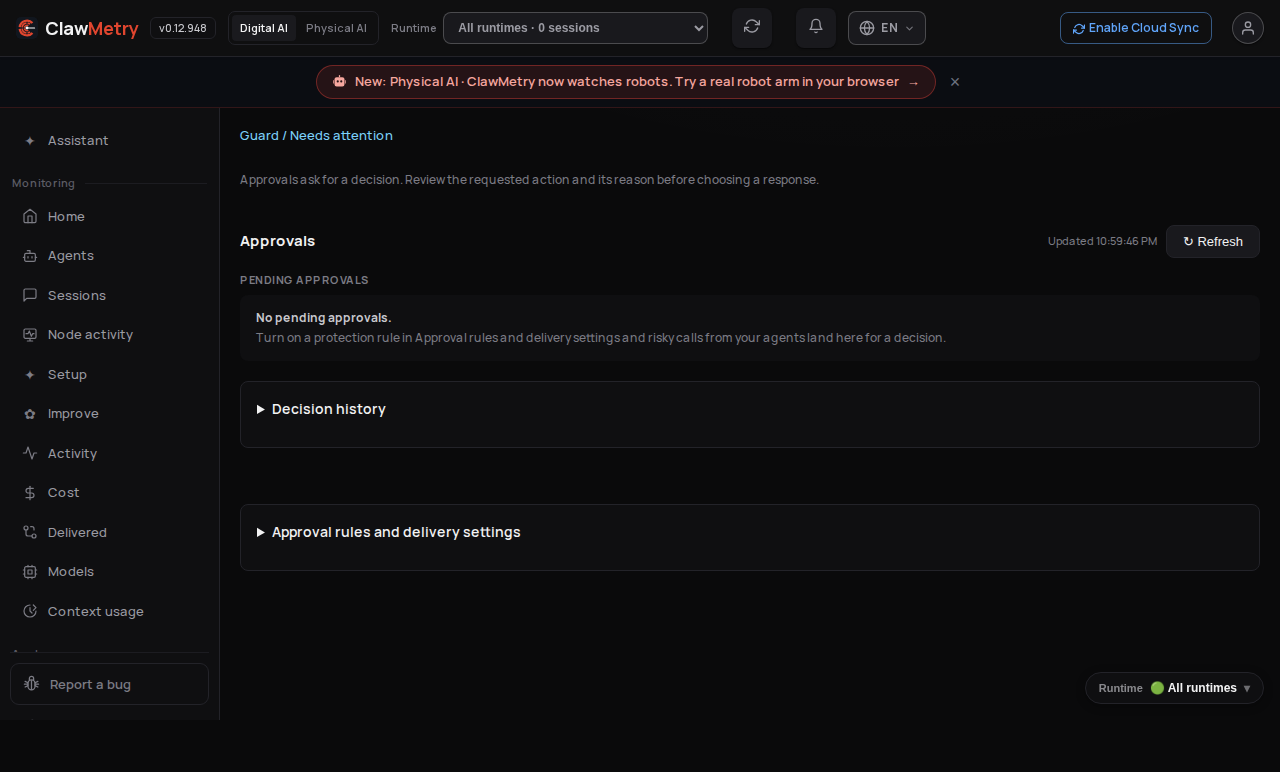 ClawMetry v0.12.948 Digital AI Physical AI Runtime All runtimes · 0 sessions EN Enable Cloud Sync
New: Physical AI · ClawMetry now watches robots. Try a real robot arm in your browser → ×
Assistant
Monitoring
Home
Agents
Sessions
Node activity
Setup
Improve
Activity
Cost
Delivered
Models
Context usage
Report a bug
Guard / Needs attention
Approvals ask for a decision. Review the requested action and its reason before choosing a response.
Approvals
Updated 10:59:46 PM ↻ Refresh
PENDING APPROVALS
No pending approvals.
Turn on a protection rule in Approval rules and delivery settings and risky calls from your agents land here for a decision.
▶ Decision history
▶ Approval rules and delivery settings
Runtime All runtimes ▾